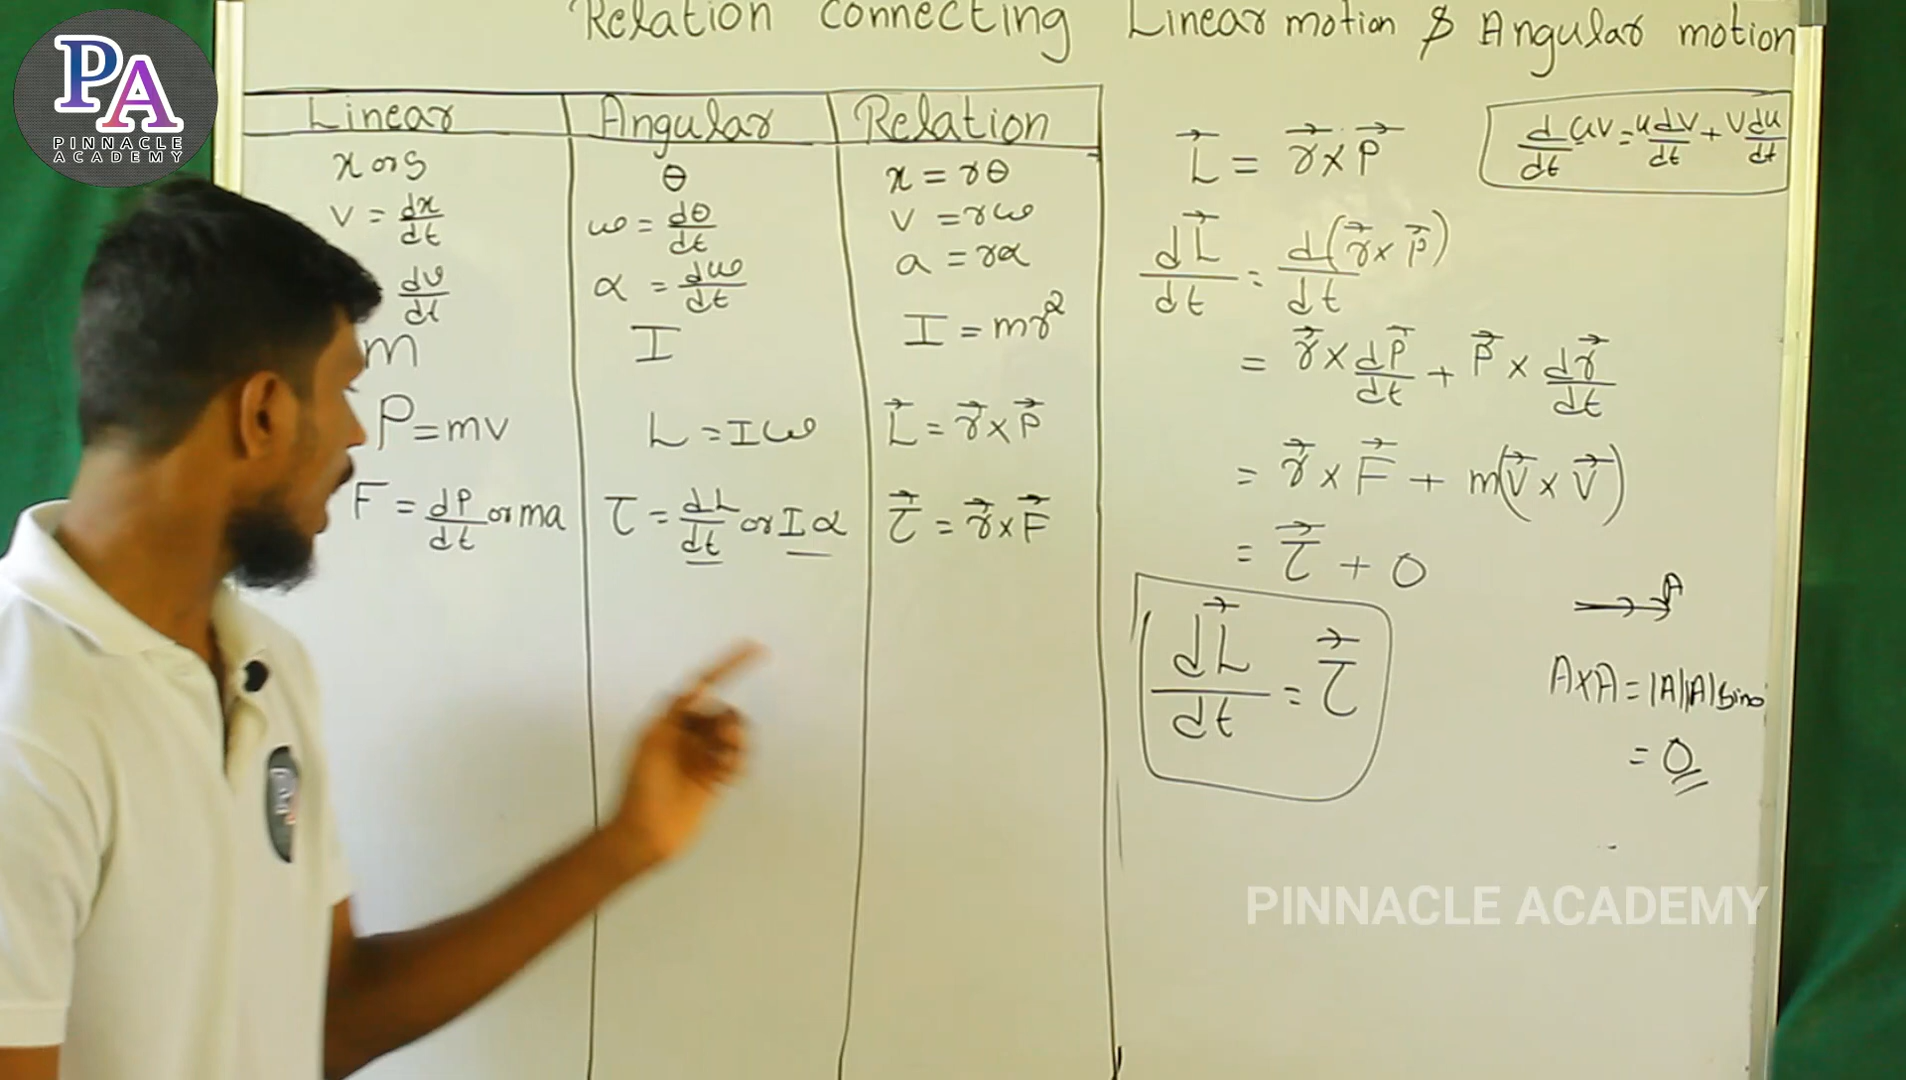 PA
PINNACLE
ACADEMY
Relation connecting Linear motion & Angular motion
Linear Angular Relation
x or s θ x = rθ
v = dx/dt ω = dθ/dt v = rω
dv/dt α = dω/dt a = rα
m I I = mr²
P = mv L = Iω L⃗ = r⃗ × P⃗
F = dP/dt or ma τ = dL/dt or Iα τ⃗ = r⃗ × F⃗
L⃗ = r⃗ × P⃗
d/dt uv = u dv/dt + v du/dt
dL⃗/dt = d(r⃗ × P⃗)/dt
= r⃗ × dP⃗/dt + P⃗ × dr⃗/dt
= r⃗ × F⃗ + m(v⃗ × v⃗)
= τ⃗ + 0
dL⃗/dt = τ⃗
A
A×A = |A||A| sin0
= 0
PINNACLE ACADEMY